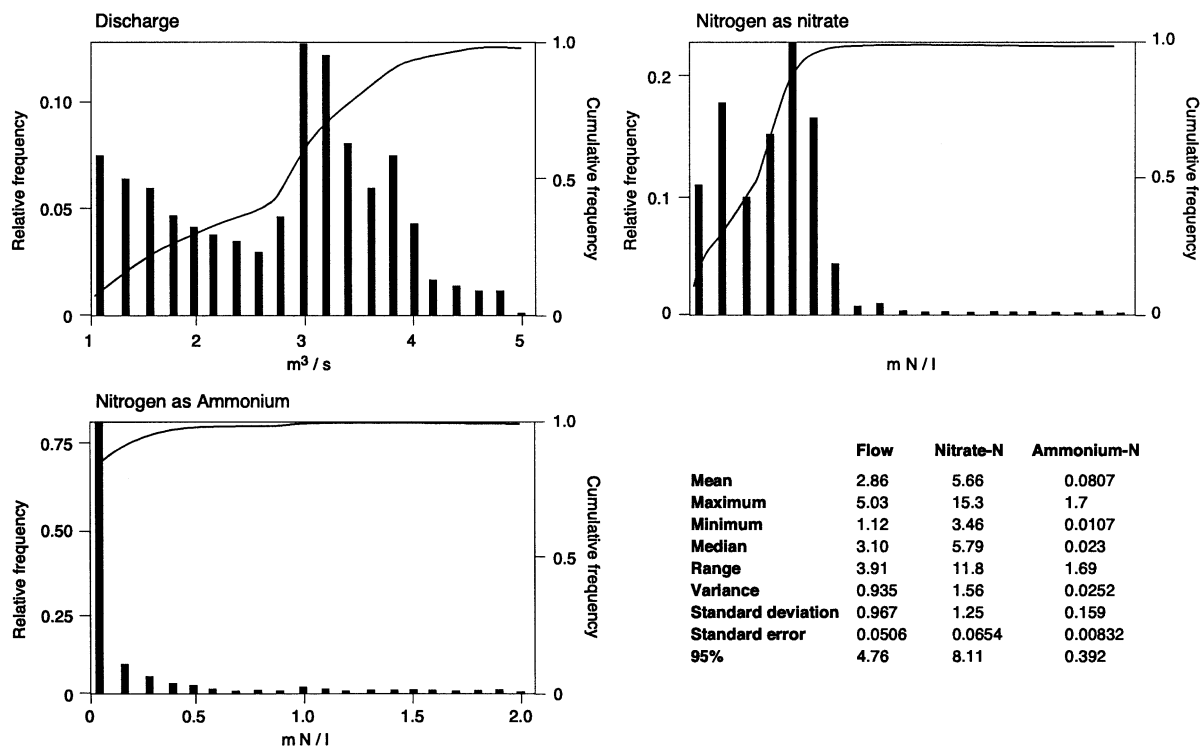 Discharge
Relative frequency
0.10
0.05
0
1.0
0.5
0
Cumulative frequency
1 2 3 4 5
m³ / s
Nitrogen as nitrate
Relative frequency
0.2
0.1
0
1.0
0.5
0
Cumulative frequency
m N / l
Nitrogen as Ammonium
Relative frequency
0.75
0.50
0.25
0
1.0
0.5
0
Cumulative frequency
0 0.5 1.0 1.5 2.0
m N / l
Flow Nitrate-N Ammonium-N
Mean 2.86 5.66 0.0807
Maximum 5.03 15.3 1.7
Minimum 1.12 3.46 0.0107
Median 3.10 5.79 0.023
Range 3.91 11.8 1.69
Variance 0.935 1.56 0.0252
Standard deviation 0.967 1.25 0.159
Standard error 0.0506 0.0654 0.00832
95% 4.76 8.11 0.392